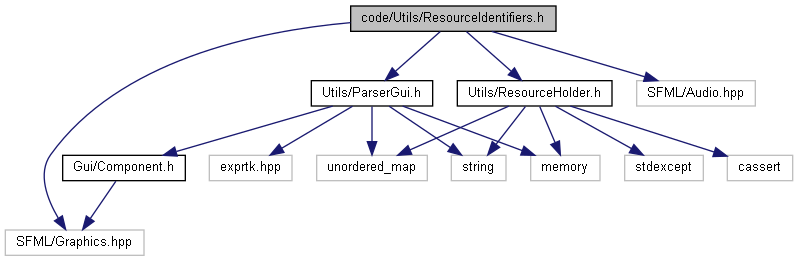 code/Utils/ResourceIdentifiers.h
Utils/ParserGui.h
Utils/ResourceHolder.h
SFML/Audio.hpp
Gui/Component.h
exprtk.hpp
unordered_map
string
memory
stdexcept
cassert
SFML/Graphics.hpp